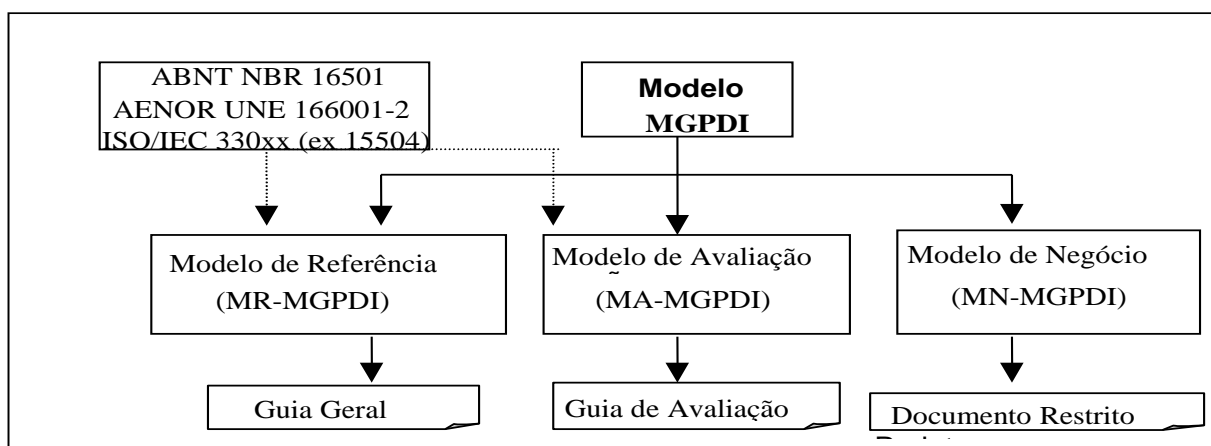 ABNT NBR 16501
AENOR UNE 166001-2
ISO/IEC 330xx (ex 15504)
Modelo
MGPDI
Modelo de Referência
(MR-MGPDI)
Modelo de Avaliação
(MA-MGPDI)
Modelo de Negócio
(MN-MGPDI)
Guia Geral
Guia de Avaliação
Documento Restrito